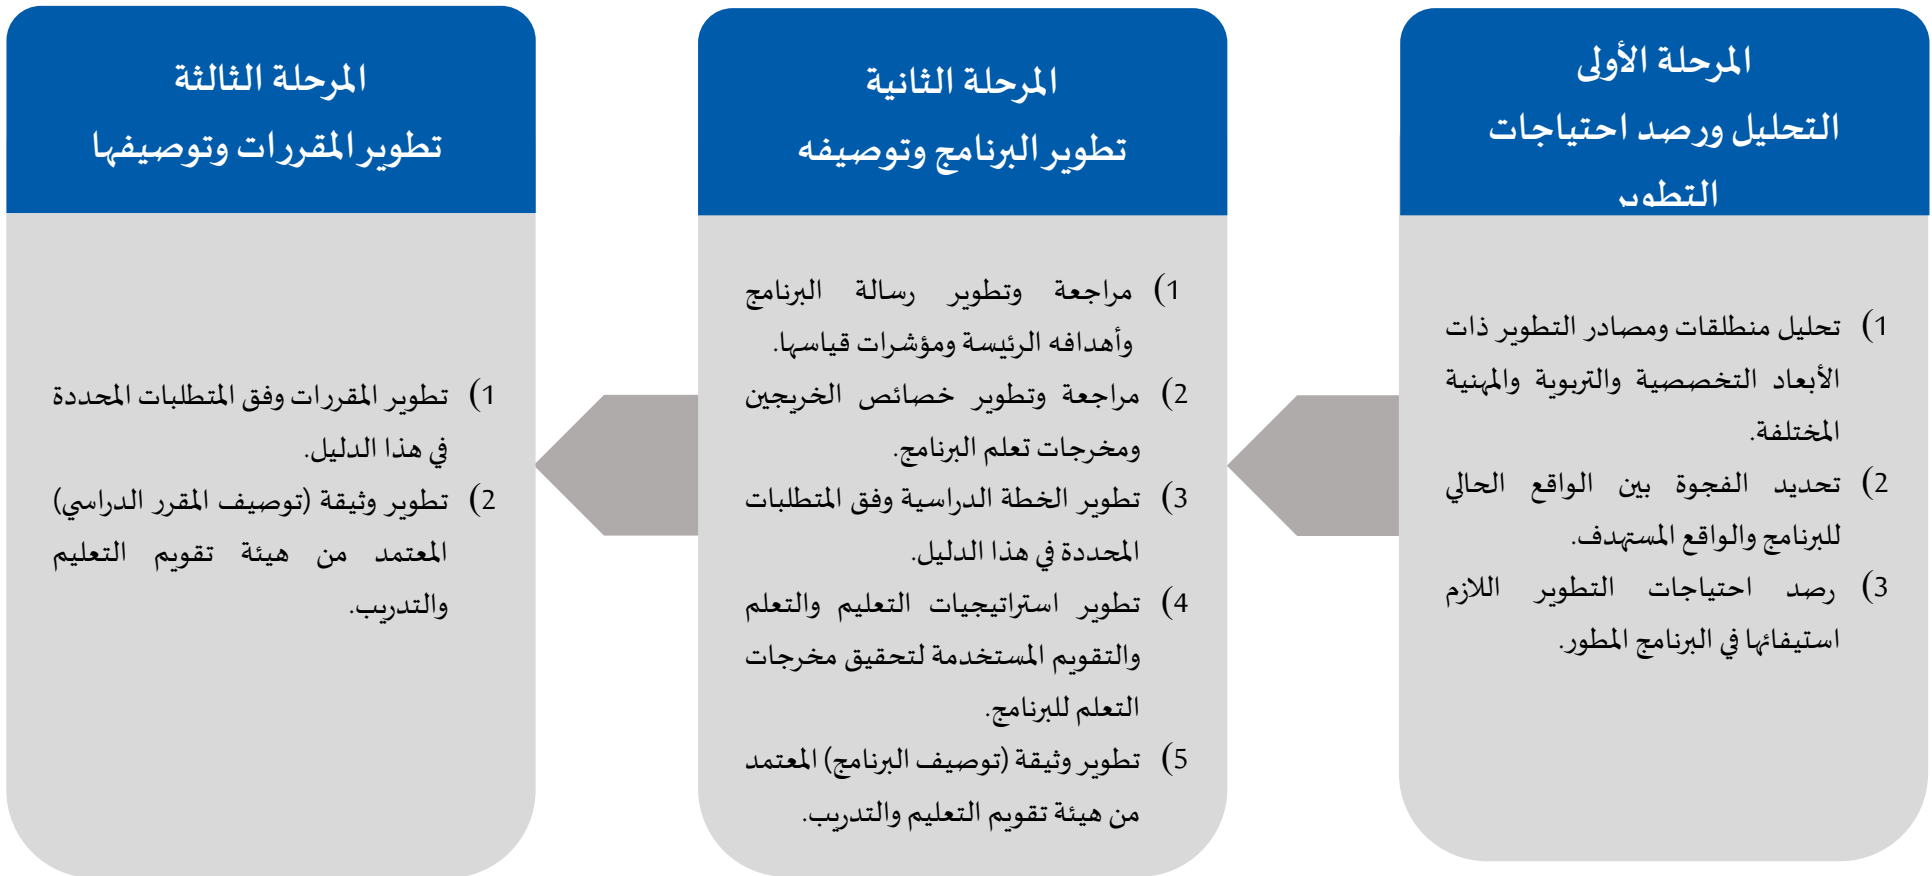 المرحلة الأولى
التحليل ورصد احتياجات
التطوير
1) تحليل منطلقات ومصادر التطوير ذات
الأبعاد التخصصية والتربوية والمهنية
المختلفة.
2) تحديد الفجوة بين الواقع الحالي
للبرنامج والواقع المستهدف.
3) رصد احتياجات التطوير اللازم
استيفائها في البرنامج المطور.
المرحلة الثانية
تطوير البرنامج وتوصيفه
1) مراجعة وتطوير رسالة البرنامج
وأهدافه الرئيسة ومؤشرات قياسها.
2) مراجعة وتطوير خصائص الخريجين
ومخرجات تعلم البرنامج.
3) تطوير الخطة الدراسية وفق المتطلبات
المحددة في هذا الدليل.
4) تطوير استراتيجيات التعليم والتعلم
والتقويم المستخدمة لتحقيق مخرجات
التعلم للبرنامج.
5) تطوير وثيقة (توصيف البرنامج) المعتمد
من هيئة تقويم التعليم والتدريب.
المرحلة الثالثة
تطوير المقررات وتوصيفها
1) تطوير المقررات وفق المتطلبات المحددة
في هذا الدليل.
2) تطوير وثيقة (توصيف المقرر الدراسي)
المعتمد من هيئة تقويم التعليم
والتدريب.